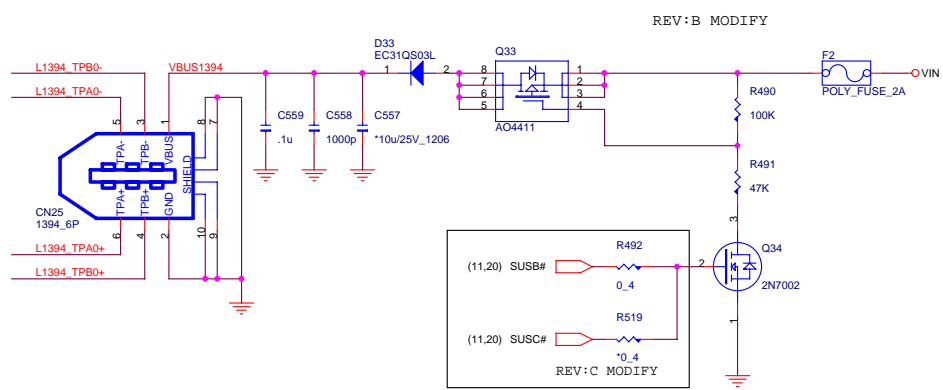 REV:B MODIFY
D33
EC31QS03L
Q33
F2
L1394_TPB0-
VBUS1394
1
2
8
7
6
5
1
2
3
4
VIN
L1394_TPA0-
POLY_FUSE_2A
R490
100K
AO4411
C559
.1u
C558
1000p
C557
*10u/25V_1206
5
3
1
8
7
TPA-
TPB-
VBUS
SHIELD
R491
47K
CN25
1394_6P
TPA+
TPB+
GND
6
4
2
10
9
L1394_TPA0+
L1394_TPB0+
3
Q34
2N7002
2
1
R492
(11,20) SUSB#
0_4
R519
(11,20) SUSC#
*0_4
REV:C MODIFY